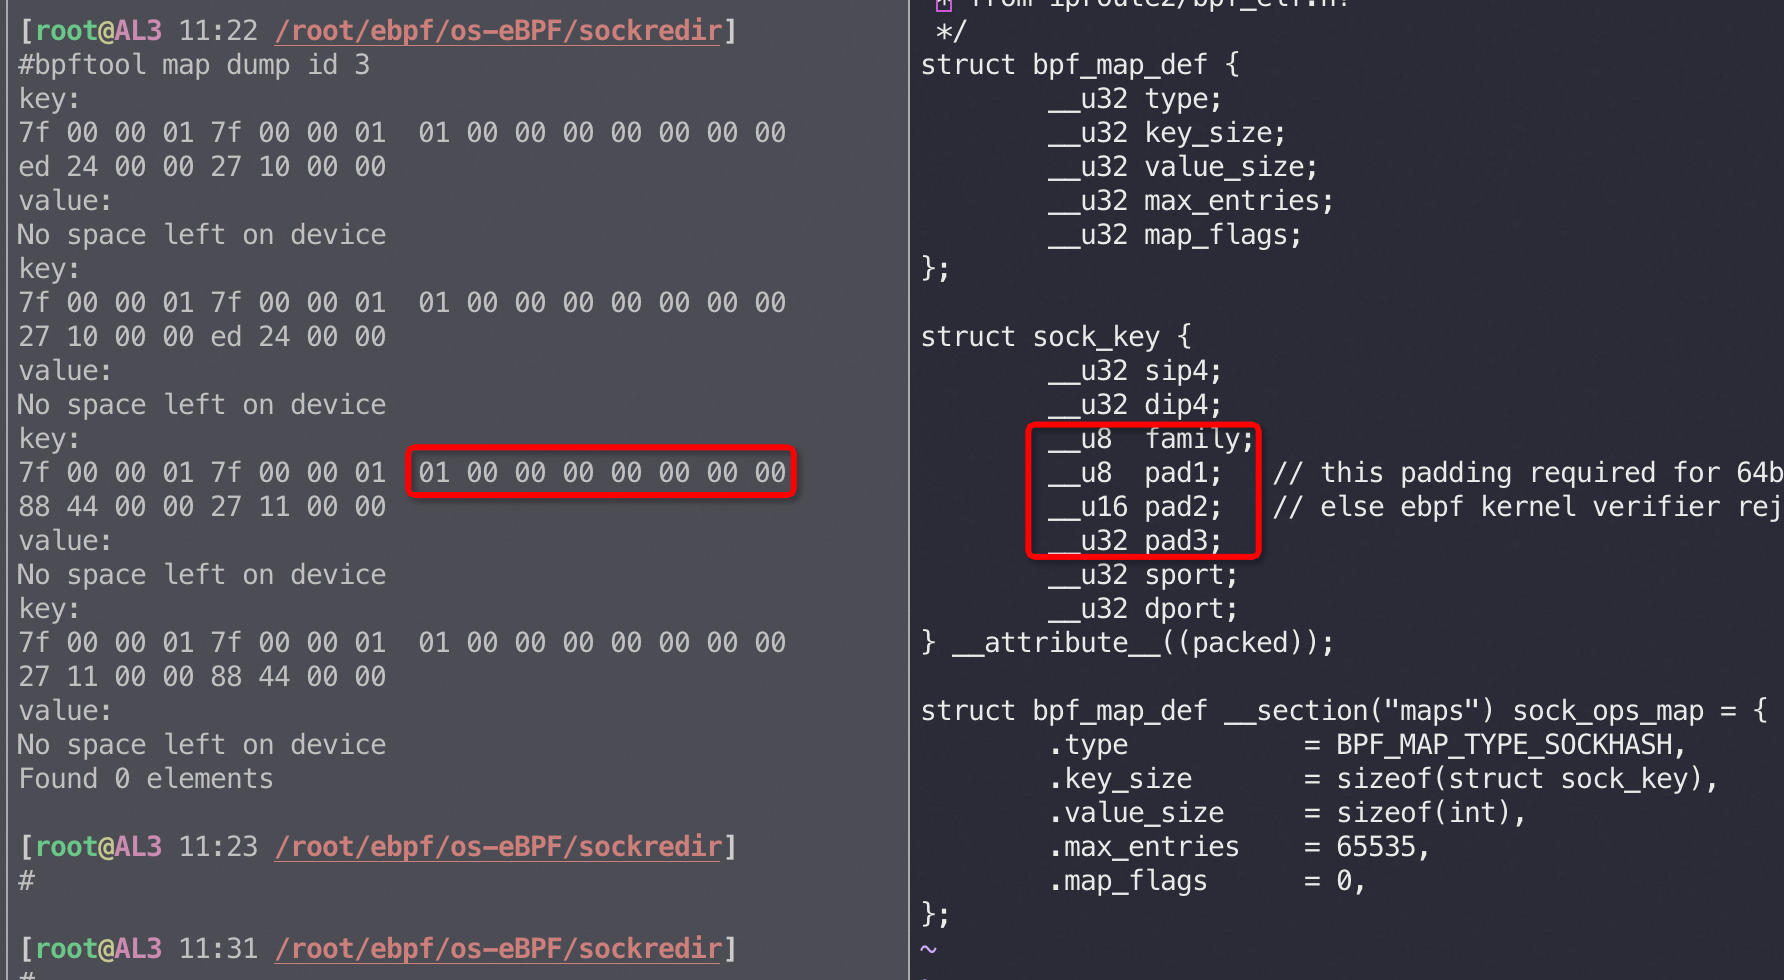 [root@AL3 11:22 /root/ebpf/os-eBPF/sockredir]
#bpftool map dump id 3
key:
7f 00 00 01 7f 00 00 01  01 00 00 00 00 00 00 00
ed 24 00 00 27 10 00 00
value:
No space left on device
key:
7f 00 00 01 7f 00 00 01  01 00 00 00 00 00 00 00
27 10 00 00 ed 24 00 00
value:
No space left on device
key:
7f 00 00 01 7f 00 00 01  01 00 00 00 00 00 00 00
88 44 00 00 27 11 00 00
value:
No space left on device
key:
7f 00 00 01 7f 00 00 01  01 00 00 00 00 00 00 00
27 11 00 00 88 44 00 00
value:
No space left on device
Found 0 elements
[root@AL3 11:23 /root/ebpf/os-eBPF/sockredir]
#
[root@AL3 11:31 /root/ebpf/os-eBPF/sockredir]
#
* from iproute2/bpf_elf.h.
*/
struct bpf_map_def {
        __u32 type;
        __u32 key_size;
        __u32 value_size;
        __u32 max_entries;
        __u32 map_flags;
};
struct sock_key {
        __u32 sip4;
        __u32 dip4;
        __u8  family;
        __u8  pad1;   // this padding required for 64b
        __u16 pad2;   // else ebpf kernel verifier rej
        __u32 pad3;
        __u32 sport;
        __u32 dport;
} __attribute__((packed));
struct bpf_map_def __section("maps") sock_ops_map = {
        .type           = BPF_MAP_TYPE_SOCKHASH,
        .key_size       = sizeof(struct sock_key),
        .value_size     = sizeof(int),
        .max_entries    = 65535,
        .map_flags      = 0,
};
~